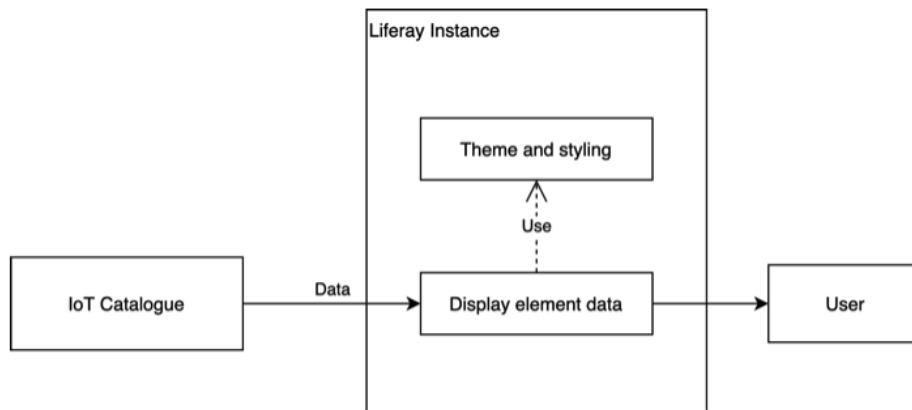 Liferay Instance
Theme and styling
Use
IoT Catalogue
Data
Display element data
User